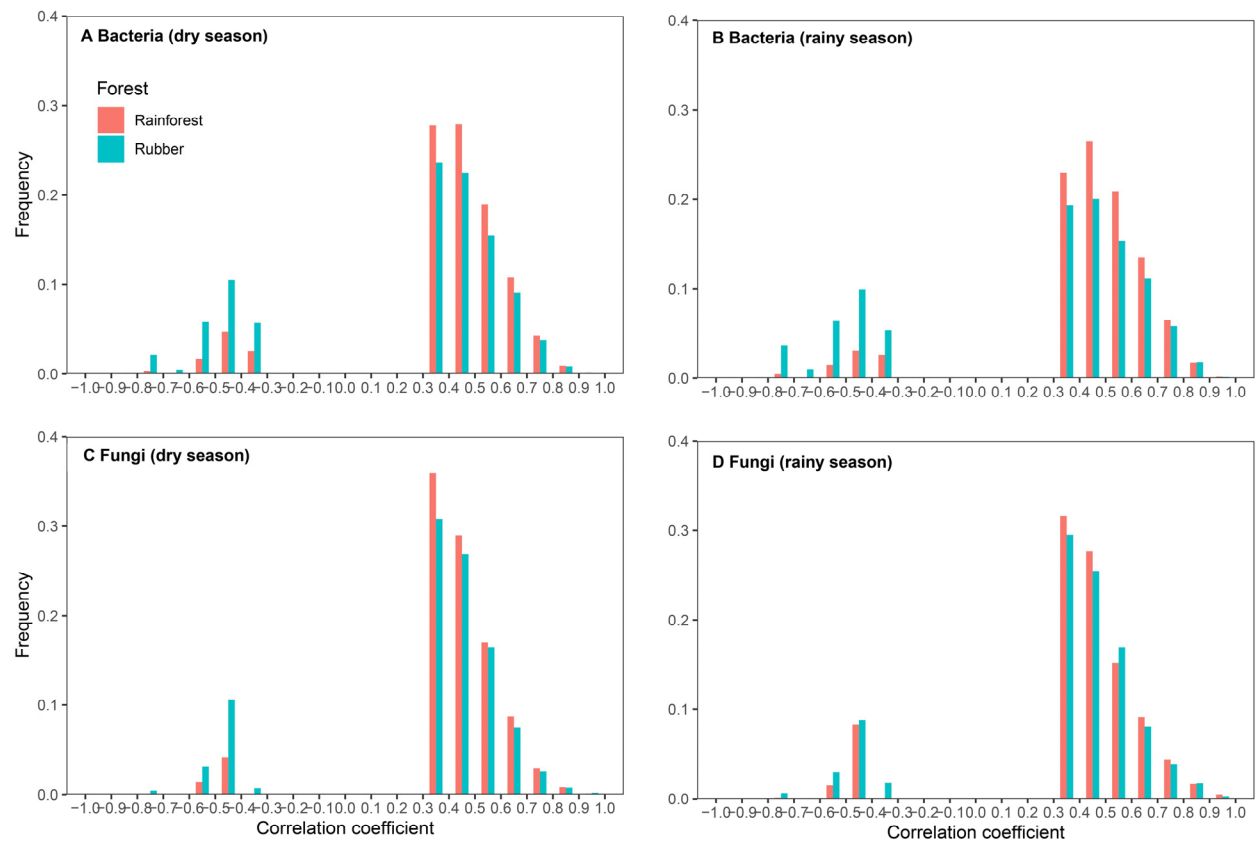 A Bacteria (dry season)
Forest
Rainforest
Rubber
Frequency
0.4
0.3
0.2
0.1
0.0
−1.0 −0.9 −0.8 −0.7 −0.6 −0.5 −0.4 −0.3 −0.2 −0.1 0.0 0.1 0.2 0.3 0.4 0.5 0.6 0.7 0.8 0.9 1.0
B Bacteria (rainy season)
0.4
0.3
0.2
0.1
0.0
−1.0 −0.9 −0.8 −0.7 −0.6 −0.5 −0.4 −0.3 −0.2 −0.1 0.0 0.1 0.2 0.3 0.4 0.5 0.6 0.7 0.8 0.9 1.0
C Fungi (dry season)
Frequency
0.4
0.3
0.2
0.1
0.0
−1.0 −0.9 −0.8 −0.7 −0.6 −0.5 −0.4 −0.3 −0.2 −0.1 0.0 0.1 0.2 0.3 0.4 0.5 0.6 0.7 0.8 0.9 1.0
Correlation coefficient
D Fungi (rainy season)
0.4
0.3
0.2
0.1
0.0
−1.0 −0.9 −0.8 −0.7 −0.6 −0.5 −0.4 −0.3 −0.2 −0.1 0.0 0.1 0.2 0.3 0.4 0.5 0.6 0.7 0.8 0.9 1.0
Correlation coefficient